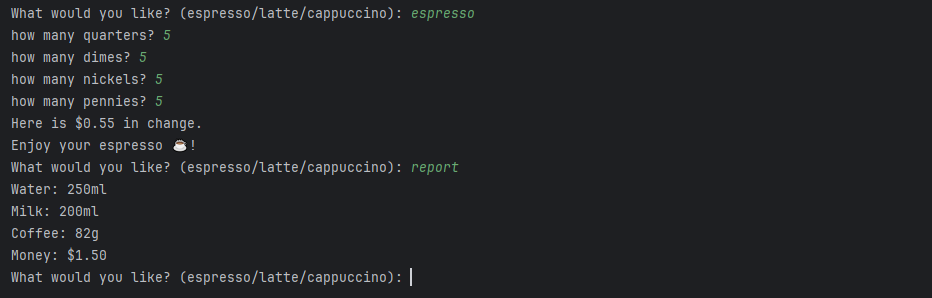 What would you like? (espresso/latte/cappuccino): espresso
how many quarters? 5
how many dimes? 5
how many nickels? 5
how many pennies? 5
Here is $0.55 in change.
Enjoy your espresso ☕!
What would you like? (espresso/latte/cappuccino): report
Water: 250ml
Milk: 200ml
Coffee: 82g
Money: $1.50
What would you like? (espresso/latte/cappuccino):